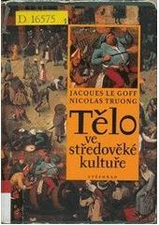 D 16575
JACQUES LE GOFF
NICOLAS TRUONG
Tělo
ve
středověké
kultuře
VYŠEHRAD